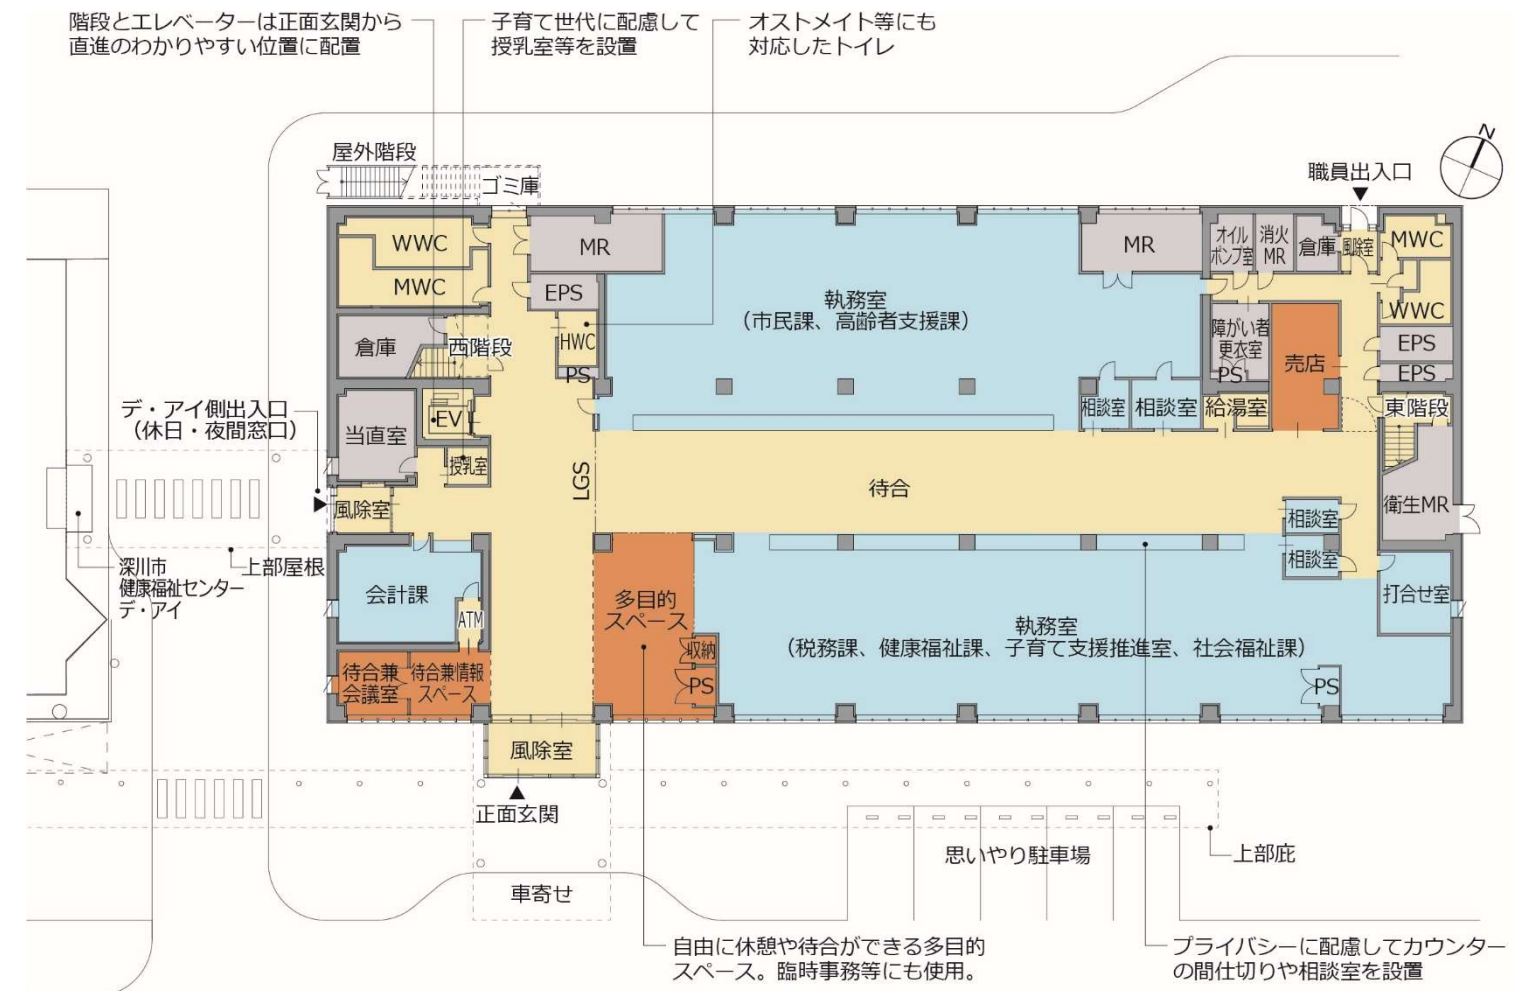 階段とエレベーターは正面玄関から
直進のわかりやすい位置に配置
子育て世代に配慮して
授乳室等を設置
オストメイト等にも
対応したトイレ
N
屋外階段
ゴミ庫
職員出入口
WWC
MWC
MR
EPS
HWC
PS
倉庫
西階段
執務室
（市民課、高齢者支援課）
MR
オイル
ポンプ室
消火
MR
倉庫
風除室
MWC
WWC
障がい者
更衣室
PS
売店
EPS
EPS
デ・アイ側出入口
（休日・夜間窓口）
当直室
EV
授乳室
相談室
相談室
給湯室
東階段
風除室
LGS
待合
相談室
相談室
衛生MR
深川市
健康福祉センター
デ・アイ
上部屋根
会計課
ATM
多目的
スペース
収納
PS
執務室
（税務課、健康福祉課、子育て支援推進室、社会福祉課）
PS
打合せ室
待合兼
会議室
待合兼情報
スペース
風除室
正面玄関
車寄せ
思いやり駐車場
上部庇
自由に休憩や待合ができる多目的
スペース。臨時事務等にも使用。
プライバシーに配慮してカウンター
の間仕切りや相談室を設置